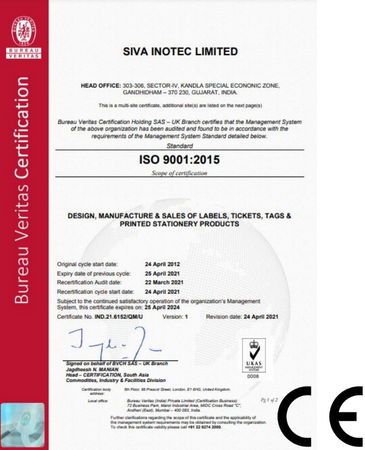 BUREAU
VERITAS
Bureau Veritas Certification
SIVA INOTEC LIMITED
HEAD OFFICE: 303-306, SECTOR-IV, KANDLA SPECIAL ECONONIC ZONE,
GANDHIDHAM – 370 230, GUJARAT, INDIA.
This is a multi-site certificate, additional site(s) are listed on the next page(s)
Bureau Veritas Certification Holding SAS – UK Branch certifies that the Management System
of the above organization has been audited and found to be in accordance with the
requirements of the Management System Standard detailed below.
Standard
ISO 9001:2015
Scope of certification
DESIGN, MANUFACTURE & SALES OF LABELS, TICKETS, TAGS &
PRINTED STATIONERY PRODUCTS
Original cycle start date: 24 April 2012
Expiry date of previous cycle: 25 April 2021
Recertification Audit date: 22 March 2021
Recertification cycle start date: 24 April 2021
Subject to the continued satisfactory operation of the organization's Management
System, this certificate expires on: 25 April 2024
Certificate No. IND.21.6152/QM/U Version: 1 Revision date: 24 April 2021
Signed on behalf of BVCH SAS – UK Branch
Jagdheesh N. MANIAN
Head – CERTIFICATION, South Asia
Commodities, Industry & Facilities Division
UKAS
MANAGEMENT
SYSTEMS
0008
Certification body
address: 5th Floor, 66 Prescot Street, London, E1 8HG, United Kingdom.
Local office: Bureau Veritas (India) Private Limited (Certification Business)
72 Business Park, Marol Industrial Area, MIDC Cross Road "C",
Andheri (East), Mumbai – 400 093, India.
Pg 1 of 2
Further clarifications regarding the scope of this certificate and the applicability of
the management system requirements may be obtained by consulting the organization.
To check this certificate validity please call +91 22 6274 2000.
CE